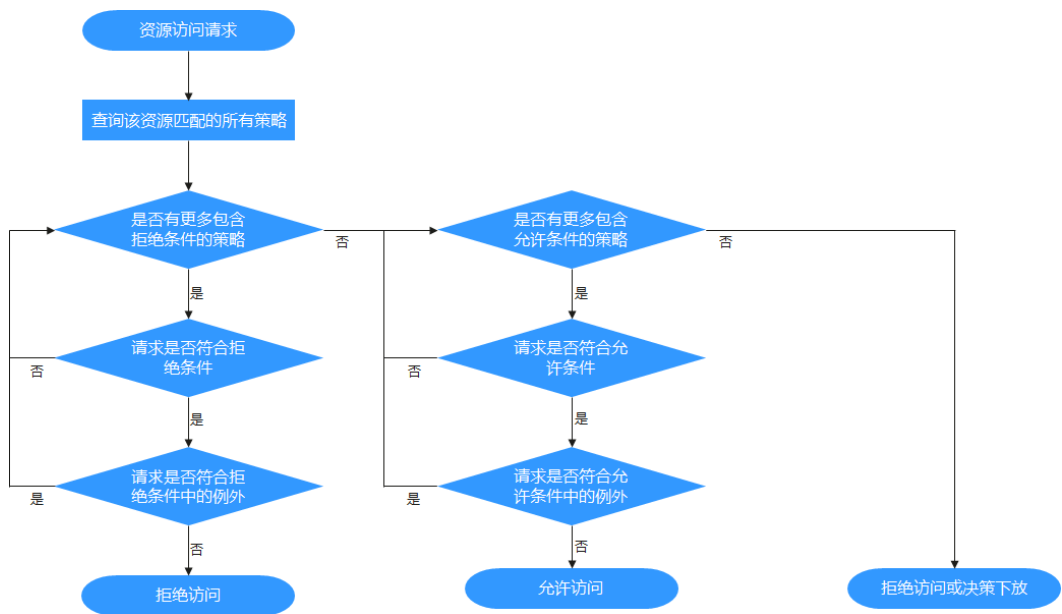 资源访问请求
查询该资源匹配的所有策略
是否有更多包含
拒绝条件的策略
否
是否有更多包含
允许条件的策略
否
是
是
请求是否符合拒
绝条件
否
请求是否符合允
许条件
否
是
是
请求是否符合拒
绝条件中的例外
是
请求是否符合允
许条件中的例外
是
否
否
拒绝访问
允许访问
拒绝访问或决策下放